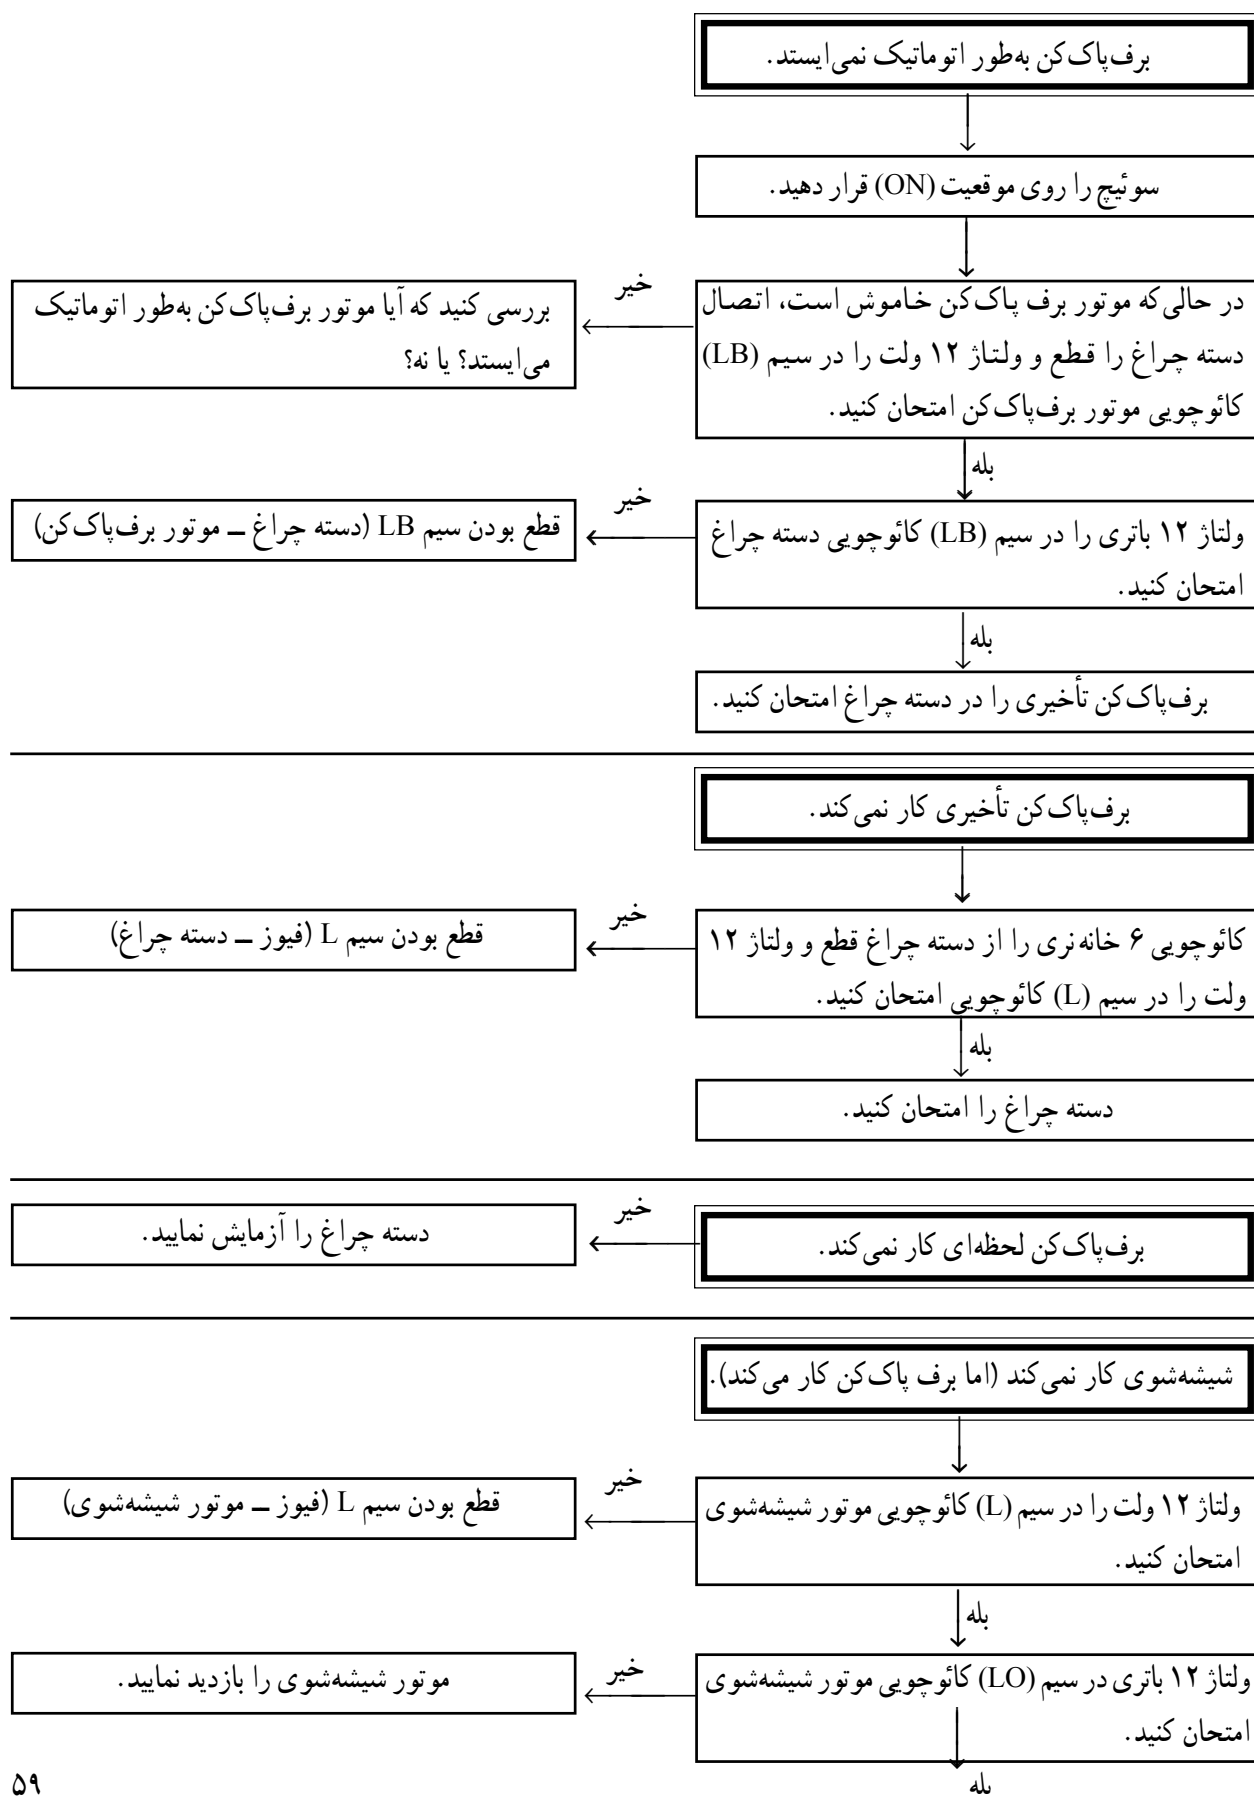 برف‌پاک‌کن به‌طور اتوماتیک نمی‌ایستد.
سوئیچ را روی موقعیت (ON) قرار دهید.
در حالی‌که موتور برف پاک‌کن خاموش است، اتصال
دسته چراغ را قطع و ولتاژ ۱۲ ولت را در سیم (LB)
کائوچویی موتور برف‌پاک‌کن امتحان کنید.
خیر
بررسی کنید که آیا موتور برف‌پاک‌کن به‌طور اتوماتیک
می‌ایستد؟ یا نه؟
بله
ولتاژ ۱۲ باتری را در سیم (LB) کائوچویی دسته چراغ
امتحان کنید.
خیر
قطع بودن سیم LB (دسته چراغ ــ موتور برف‌پاک‌کن)
بله
برف‌پاک‌کن تأخیری را در دسته چراغ امتحان کنید.
برف‌پاک‌کن تأخیری کار نمی‌کند.
کائوچویی ۶ خانه نری را از دسته چراغ قطع و ولتاژ ۱۲
ولت را در سیم (L) کائوچویی امتحان کنید.
خیر
قطع بودن سیم L (فیوز ــ دسته چراغ)
بله
دسته چراغ را امتحان کنید.
برف‌پاک‌کن لحظه‌ای کار نمی‌کند.
خیر
دسته چراغ را آزمایش نمایید.
شیشه‌شوی کار نمی‌کند (اما برف پاک‌کن کار می‌کند).
ولتاژ ۱۲ ولت را در سیم (L) کائوچویی موتور شیشه‌شوی
امتحان کنید.
خیر
قطع بودن سیم L (فیوز ــ موتور شیشه‌شوی)
بله
ولتاژ ۱۲ باتری در سیم (LO) کائوچویی موتور شیشه‌شوی
امتحان کنید.
خیر
موتور شیشه‌شوی را بازدید نمایید.
بله
۵۹